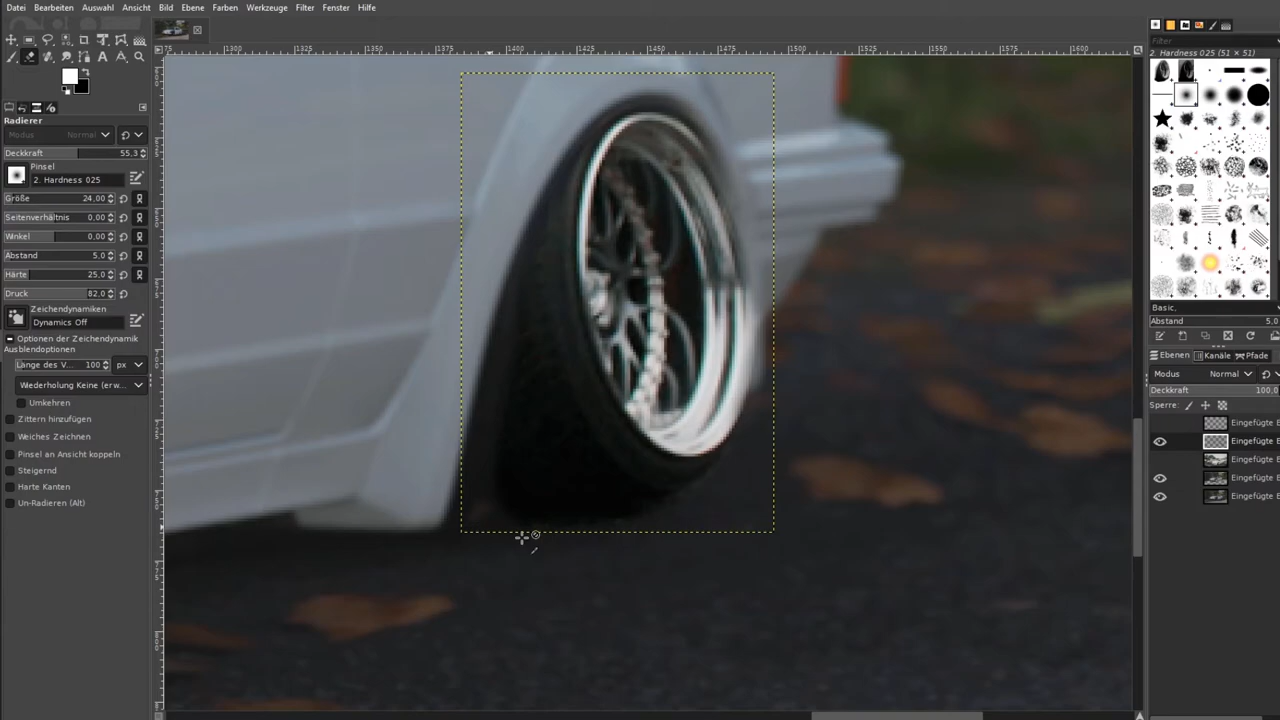 Datei Bearbeiten Auswahl Ansicht Bild Ebene Farben Werkzeuge Filter Fenster Hilfe
1300 1325 1350 1375 1400 1425 1450 1475 1500 1525 1550 1575 1600
Filter
2. Hardness 025 (51 × 51)
Radierer
Modus Normal
Deckkraft 55,3
Pinsel
2. Hardness 025
Größe 24,00
Seitenverhältnis 0,00
Winkel 0,00
Abstand 5,0
Härte 25,0
Druck 82,0
Zeichendynamiken
Dynamics Off
Optionen der Zeichendynamik
Ausblendoptionen
Länge des V... 100 px
Wiederholung Keine (erw...
Umkehren
Zittern hinzufügen
Weiches Zeichnen
Pinsel an Ansicht koppeln
Steigernd
Harte Kanten
Un-Radieren (Alt)
Basic,
Abstand 5,0
Ebenen Kanäle Pfade
Modus Normal
Deckkraft 100,0
Sperre:
Eingefügte E
Eingefügte E
Eingefügte E
Eingefügte E
Eingefügte E